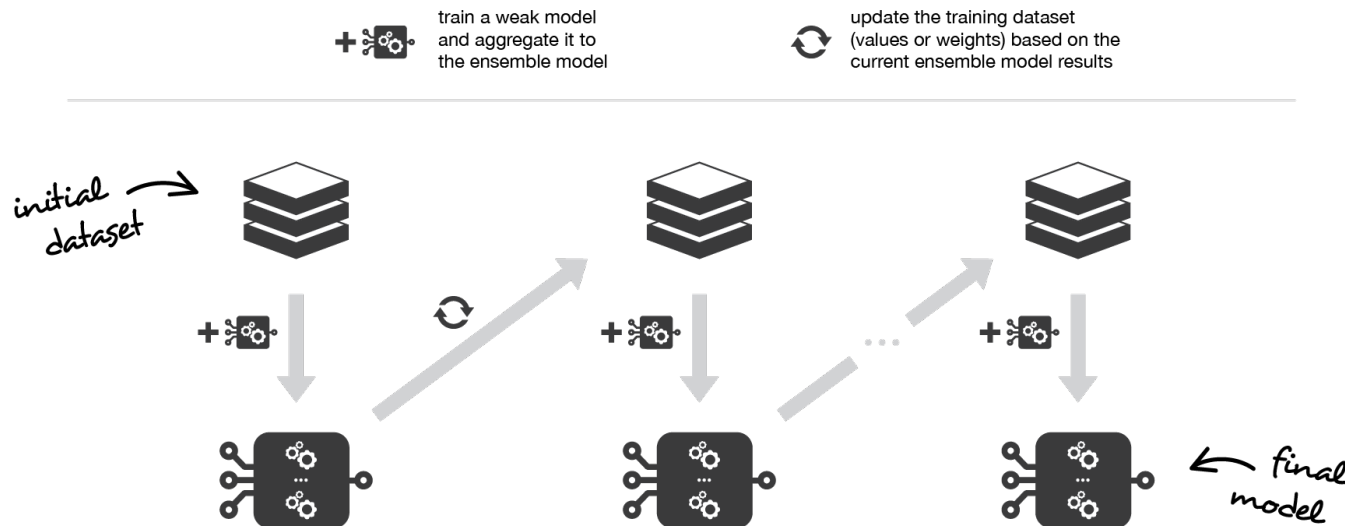 train a weak model
and aggregate it to
the ensemble model
update the training dataset
(values or weights) based on the
current ensemble model results
initial
dataset
final
model